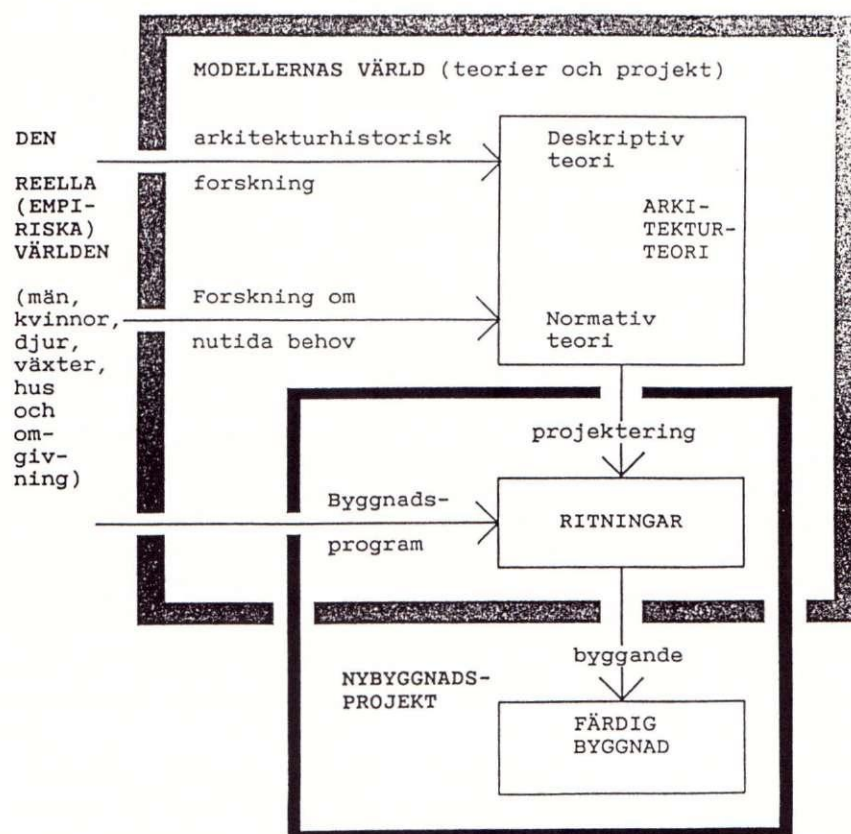 MODELLERNAS VÄRLD (teorier och projekt)
DEN
REELLA
(EMPI-
RISKA)
VÄRLDEN
(män,
kvinnor,
djur,
växter,
hus
och
om-
giv-
ning)
arkitekturhistorisk
forskning
Deskriptiv
teori
ARKI-
TEKTUR-
TEORI
Forskning om
nutida behov
Normativ
teori
projektering
Byggnads-
program
RITNINGAR
byggande
NYBYGGNADS-
PROJEKT
FÄRDIG
BYGGNAD